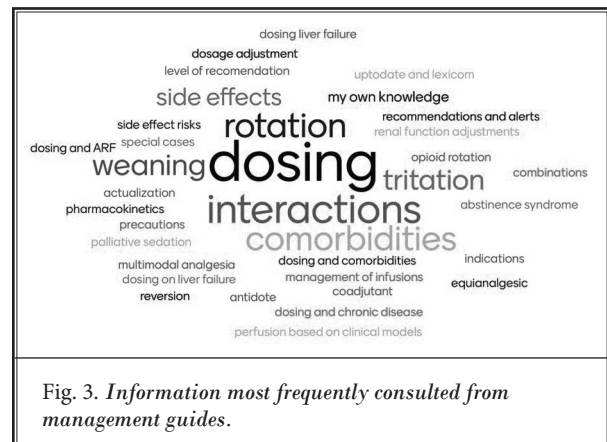 dosing liver failure
dosage adjustment
level of recomendation
uptodate and lexicom
side effects
my own knowledge
side effect risks
rotation
recommendations and alerts
renal function adjustments
dosing and ARF
special cases
weaning
dosing
opioid rotation
tritation
combinations
actualization
pharmacokinetics
interactions
abstinence syndrome
precautions
palliative sedation
comorbidities
multimodal analgesia
dosing and comorbidities
indications
dosing on liver failure
management of infusions
equianalgesic
reversion
antidote
coadjutant
dosing and chronic disease
perfusion based on clinical models
Fig. 3. Information most frequently consulted from
management guides.